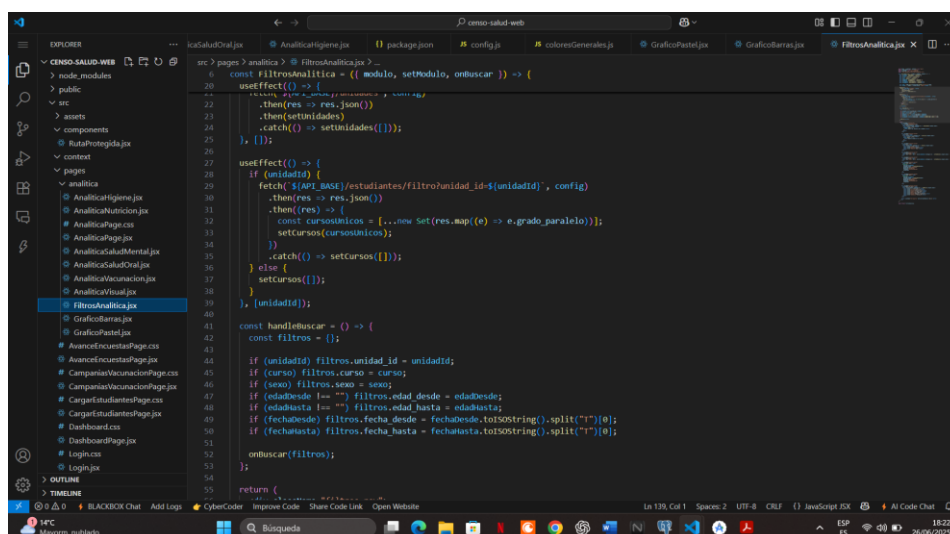 censo-salud-web
EXPLORER
icaSaludOral.jsx
AnaliticaHigiene.jsx
{} package.json
JS config.js
JS coloresGenerales.js
GraficoPastel.jsx
GraficoBarras.jsx
FiltrosAnalitica.jsx
CENSO-SALUD-WEB
node_modules
public
src
assets
components
RutaProtegida.jsx
context
pages
analitica
AnaliticaHigiene.jsx
AnaliticaNutricion.jsx
# AnaliticaPage.css
AnaliticaPage.jsx
AnaliticaSaludMental.jsx
AnaliticaSaludOral.jsx
AnaliticaVacunacion.jsx
AnaliticaVisual.jsx
FiltrosAnalitica.jsx
GraficoBarras.jsx
GraficoPastel.jsx
# AvanceEncuestasPage.css
AvanceEncuestasPage.jsx
# CampaniasVacunacionPage.css
CampaniasVacunacionPage.jsx
# CargarEstudiantesPage.css
CargarEstudiantesPage.jsx
# Dashboard.css
DashboardPage.jsx
# Login.css
Login.jsx
OUTLINE
TIMELINE
src > pages > analitica > FiltrosAnalitica.jsx > ...
6 const FiltrosAnalitica = ({ modulo, setModulo, onBuscar }) => {
20 useEffect(() => {
21 fetch(`${API_BASE}/unidades`, config)
22 .then(res => res.json())
23 .then(setUnidades)
24 .catch(() => setUnidades([]));
25 }, []);
26
27 useEffect(() => {
28 if (unidadId) {
29 fetch(`${API_BASE}/estudiantes/filtro?unidad_id=${unidadId}`, config)
30 .then(res => res.json())
31 .then((res) => {
32 const cursosUnicos = [...new Set(res.map((e) => e.grado_paralelo))];
33 setCursos(cursosUnicos);
34 })
35 .catch(() => setCursos([]));
36 } else {
37 setCursos([]);
38 }
39 }, [unidadId]);
40
41 const handleBuscar = () => {
42 const filtros = {};
43
44 if (unidadId) filtros.unidad_id = unidadId;
45 if (curso) filtros.curso = curso;
46 if (sexo) filtros.sexo = sexo;
47 if (edadDesde !== "") filtros.edad_desde = edadDesde;
48 if (edadHasta !== "") filtros.edad_hasta = edadHasta;
49 if (fechaDesde) filtros.fecha_desde = fechaDesde.toISOString().split("T")[0];
50 if (fechaHasta) filtros.fecha_hasta = fechaHasta.toISOString().split("T")[0];
51
52 onBuscar(filtros);
53 };
54
55 return (
0 0 0 BLACKBOX Chat Add Logs CyberCoder Improve Code Share Code Link Open Website
Ln 139, Col 1 Spaces: 2 UTF-8 CRLF {} JavaScript JSX AI Code Chat
14°C
Mayorm. nublado
Búsqueda
ESP
ES
18:22
26/06/2025